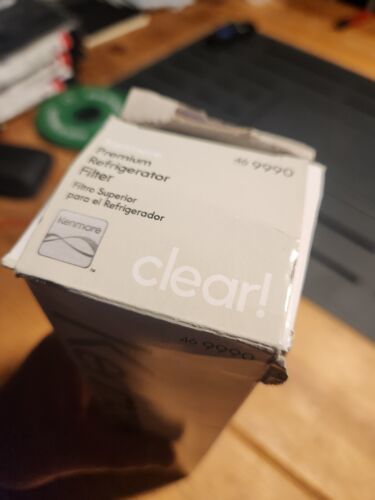 Premium
Refrigerator
Filter
46 9990
Filtro Superior
para el Refrigerador
Kenmore
clear!
46 9990